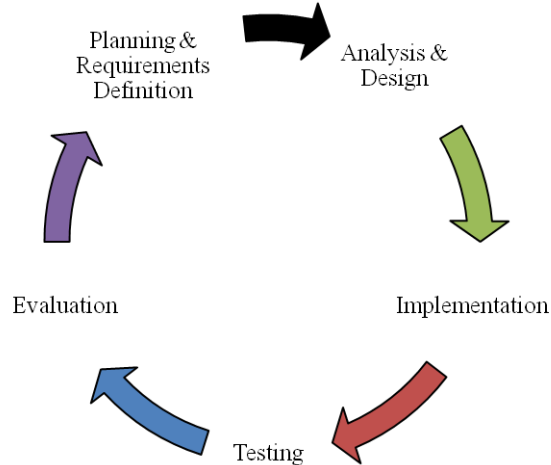 Planning &
Requirements
Definition
Analysis &
Design
Implementation
Testing
Evaluation